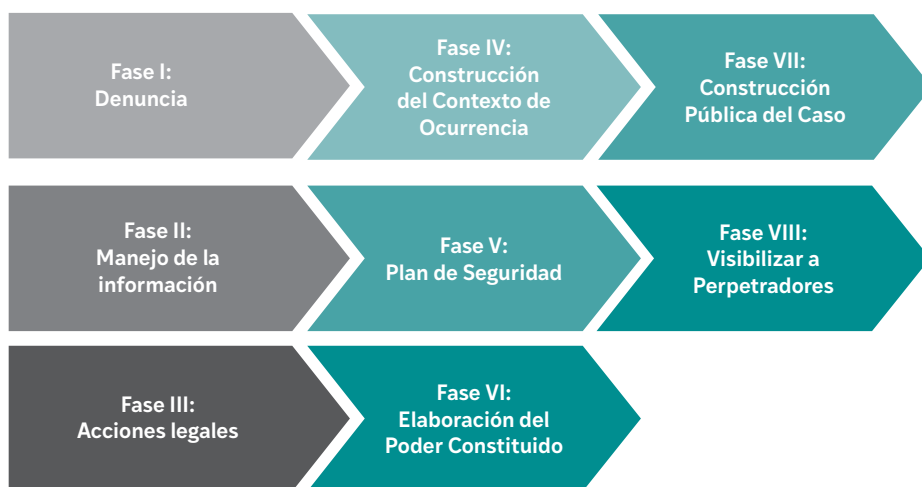 Fase I:
Denuncia
Fase IV:
Construcción
del Contexto de
Ocurrencia
Fase VII:
Construcción
Pública del Caso
Fase II:
Manejo de la
información
Fase V:
Plan de Seguridad
Fase VIII:
Visibilizar a
Perpetradores
Fase III:
Acciones legales
Fase VI:
Elaboración del
Poder Constituido